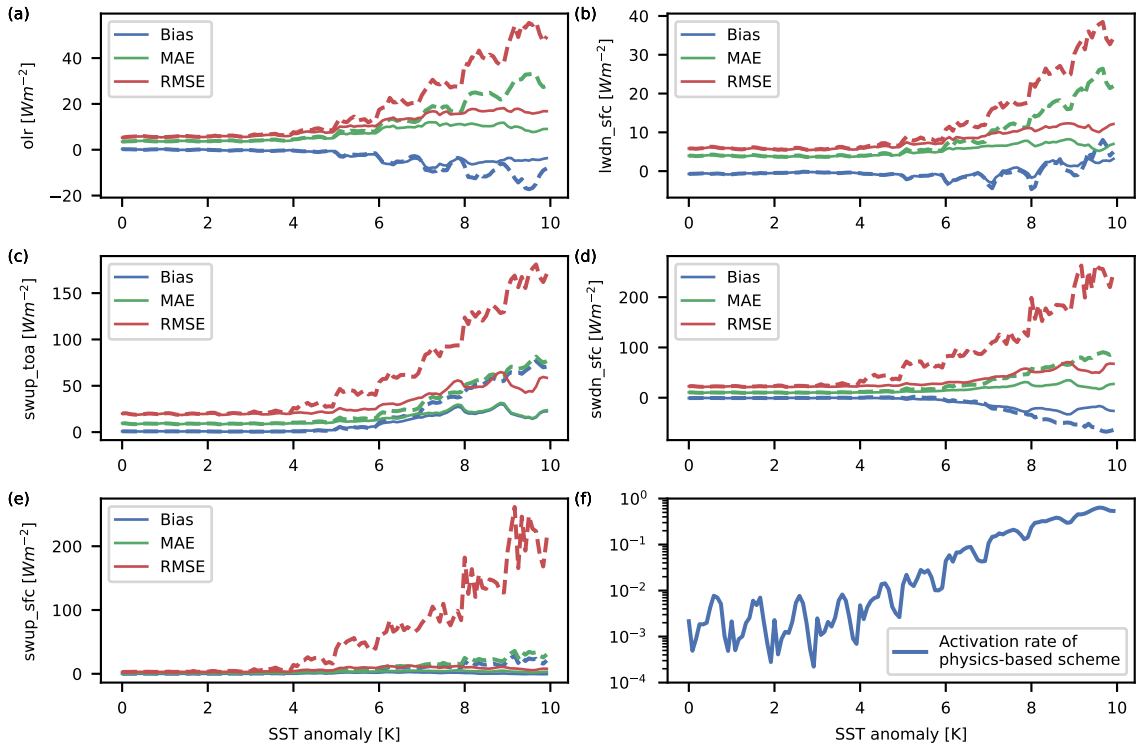 (a)
olr [Wm−2]
40
20
0
−20
Bias
MAE
RMSE
0 2 4 6 8 10
(b)
lwdn_sfc [Wm−2]
40
30
20
10
0
Bias
MAE
RMSE
0 2 4 6 8 10
(c)
swup_toa [Wm−2]
150
100
50
0
Bias
MAE
RMSE
0 2 4 6 8 10
(d)
swdn_sfc [Wm−2]
200
100
0
Bias
MAE
RMSE
0 2 4 6 8 10
(e)
swup_sfc [Wm−2]
200
100
0
Bias
MAE
RMSE
0 2 4 6 8 10
SST anomaly [K]
(f)
10^0
10^−1
10^−2
10^−3
10^−4
Activation rate of
physics-based scheme
0 2 4 6 8 10
SST anomaly [K]